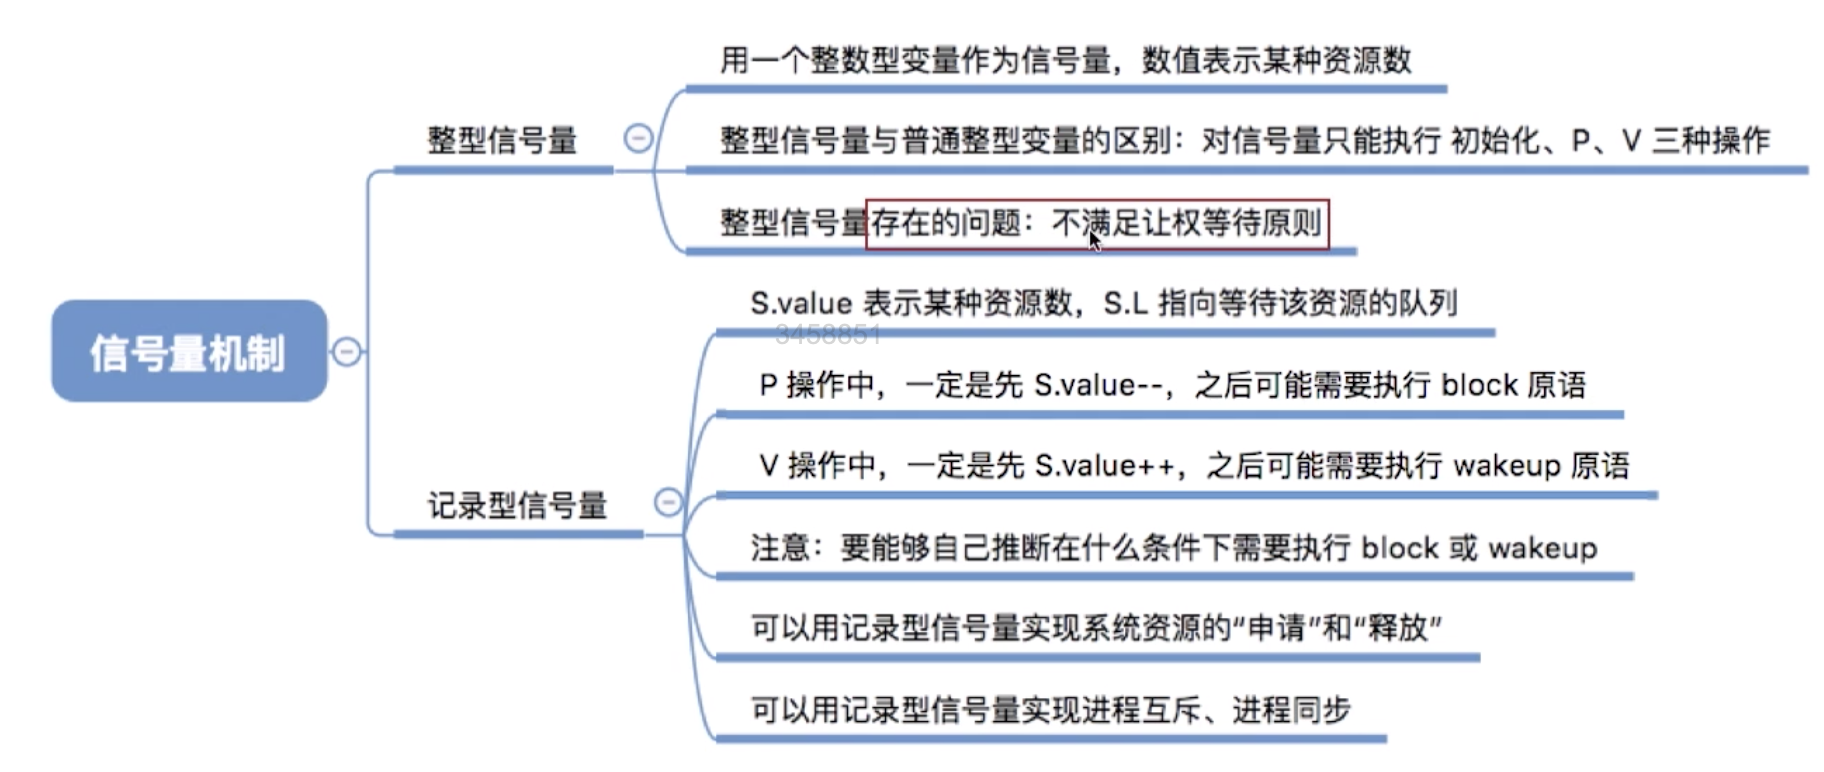 信号量机制
整型信号量
用一个整数型变量作为信号量，数值表示某种资源数
整型信号量与普通整型变量的区别：对信号量只能执行 初始化、P、V 三种操作
整型信号量存在的问题：不满足让权等待原则
记录型信号量
S.value 表示某种资源数，S.L 指向等待该资源的队列
3458851
P 操作中，一定是先 S.value--，之后可能需要执行 block 原语
V 操作中，一定是先 S.value++，之后可能需要执行 wakeup 原语
注意：要能够自己推断在什么条件下需要执行 block 或 wakeup
可以用记录型信号量实现系统资源的“申请”和“释放”
可以用记录型信号量实现进程互斥、进程同步